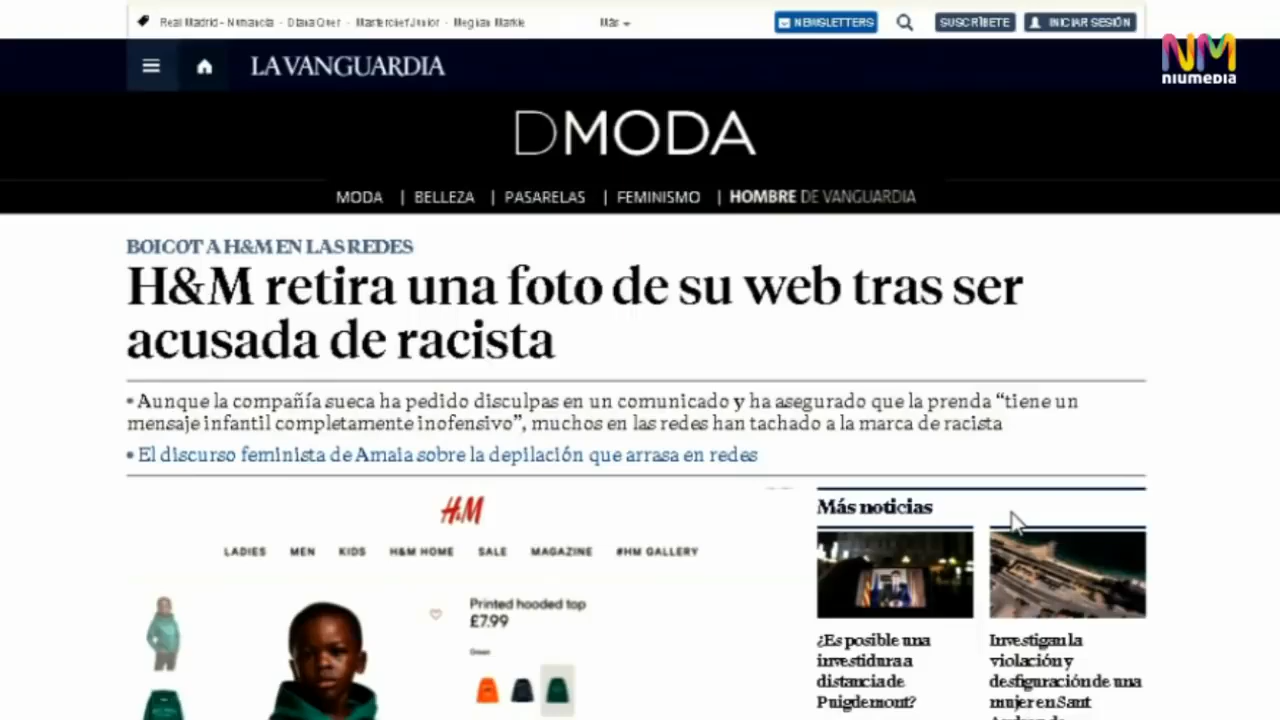 Real Madrid - Numancia · Diana Quer · Masterchef Junior · Meghan Markle
Más
NEWSLETTERS
SUSCRÍBETE
INICIAR SESIÓN
NM
NIUMEDIA
LA VANGUARDIA
DMODA
MODA | BELLEZA | PASARELAS | FEMINISMO | HOMBRE DE VANGUARDIA
BOICOT A H&M EN LAS REDES
H&M retira una foto de su web tras ser
acusada de racista
• Aunque la compañía sueca ha pedido disculpas en un comunicado y ha asegurado que la prenda “tiene un
mensaje infantil completamente inofensivo”, muchos en las redes han tachado a la marca de racista
• El discurso feminista de Amaia sobre la depilación que arrasa en redes
H&M
LADIES MEN KIDS H&M HOME SALE MAGAZINE #HM GALLERY
Printed hooded top
£7.99
Green
Más noticias
¿Es posible una
investidura a
distancia de
Puigdemont?
Investigan la
violación y
desfiguración de una
mujer en Sant